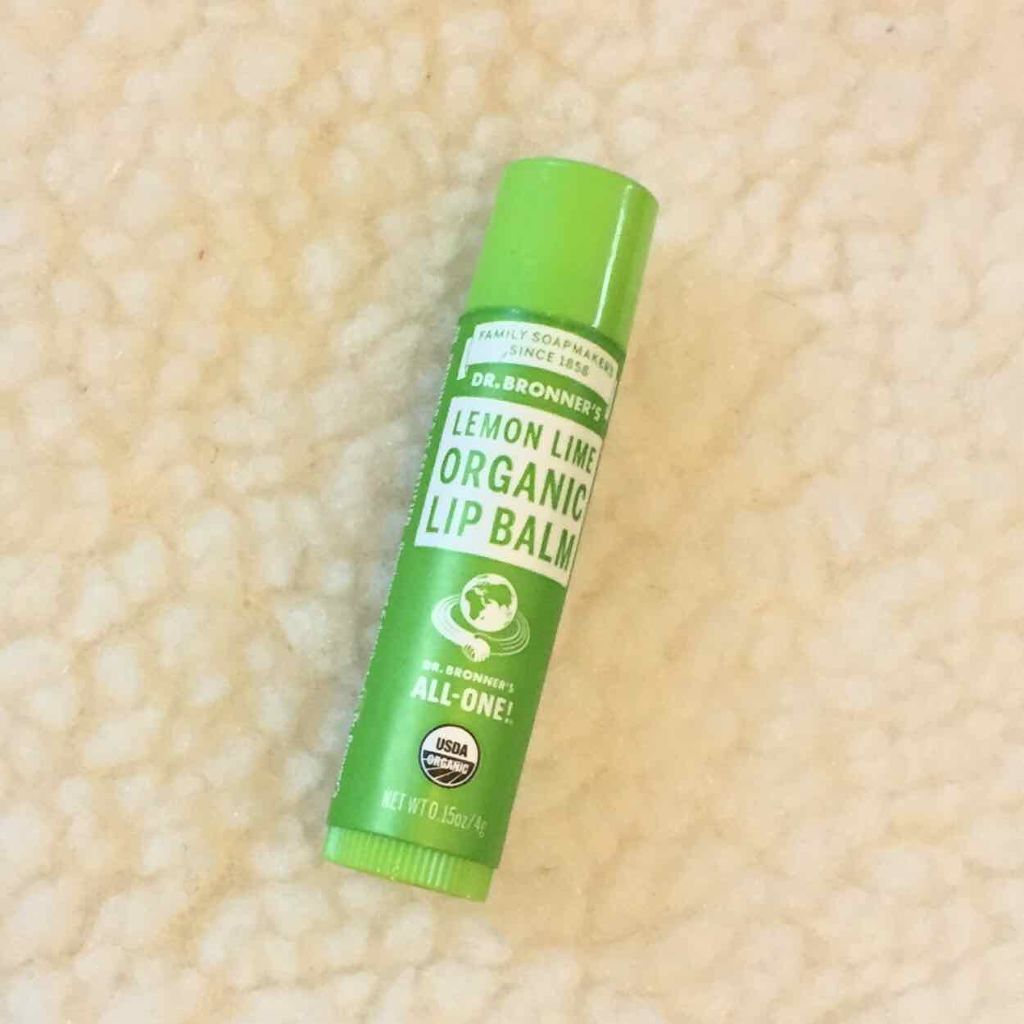 FAMILY SOAPMAKERS
SINCE 1858
DR. BRONNER'S
LEMON LIME
ORGANIC
LIP BALM
DR. BRONNER'S
ALL-ONE!
USDA
ORGANIC
NET WT 0.15oz/4g